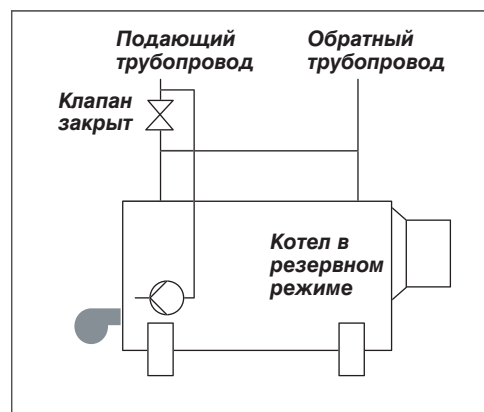 Подающий
трубопровод
Обратный
трубопровод
Клапан
закрыт
Котел в
резервном
режиме